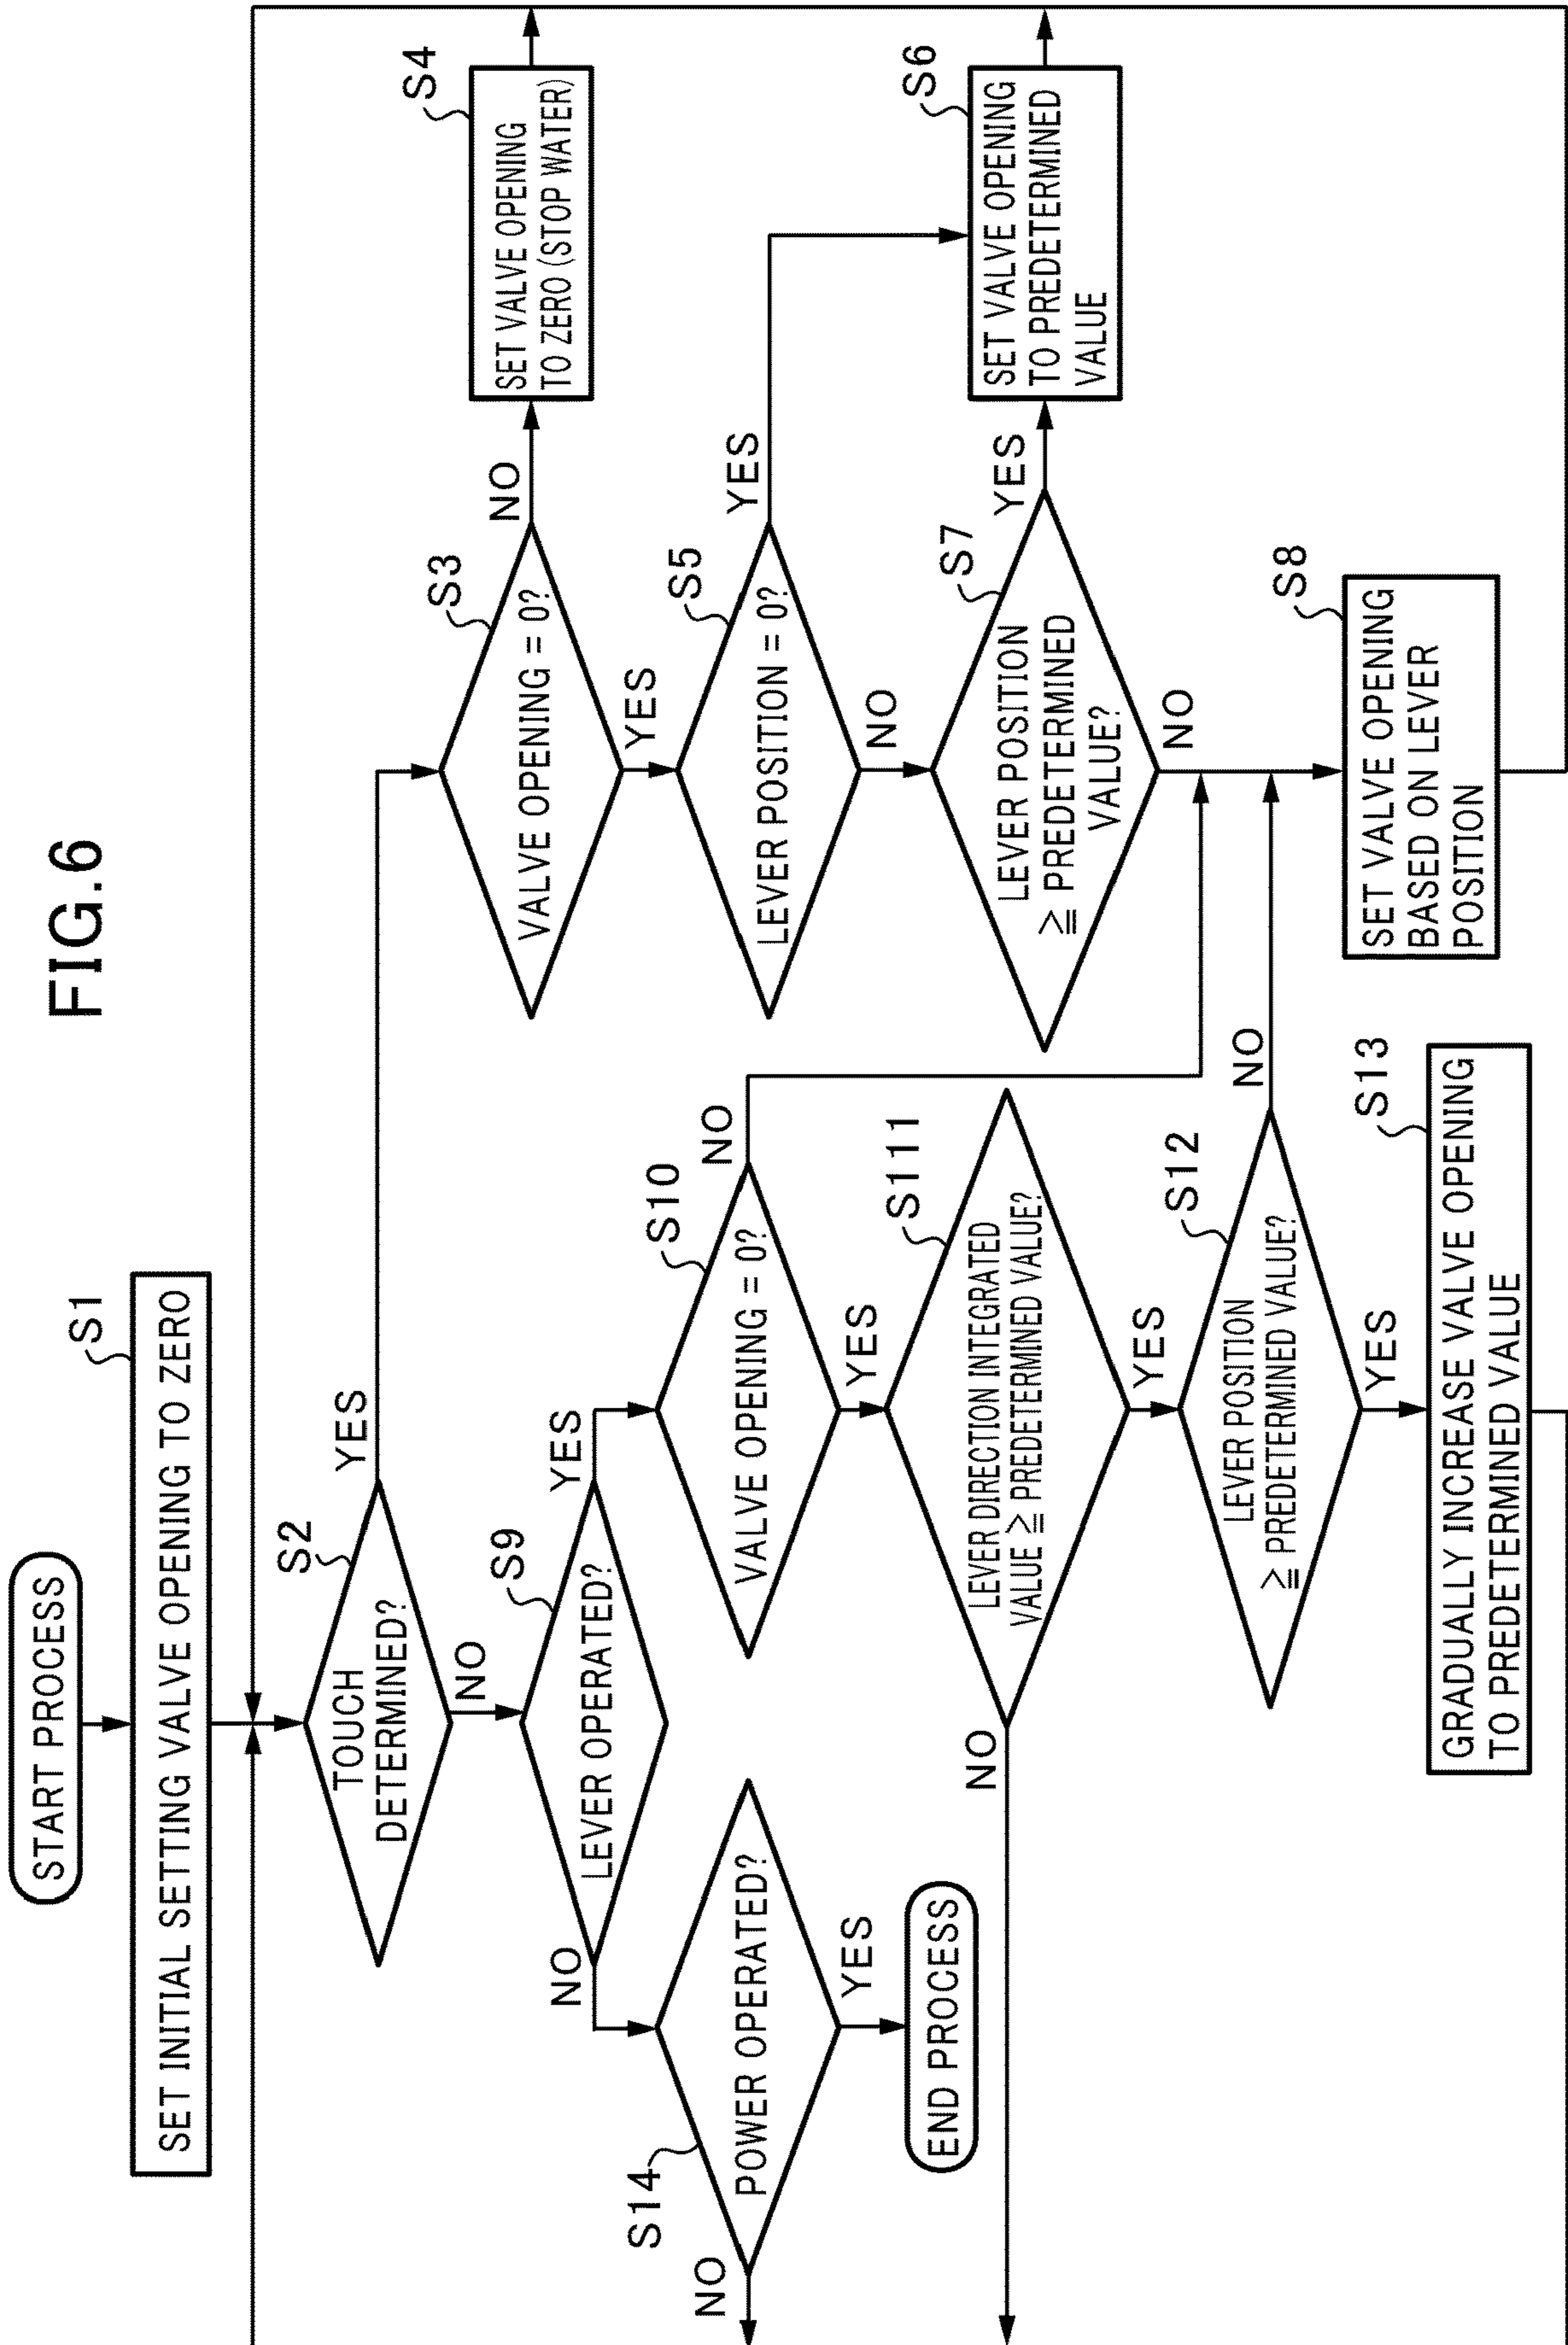 FIG.6
START PROCESS
S1
SET INITIAL SETTING VALVE OPENING TO ZERO
S2
TOUCH
DETERMINED?
YES
NO
S3
VALVE OPENING = 0?
NO
YES
S4
SET VALVE OPENING
TO ZERO (STOP WATER)
S5
LEVER POSITION = 0?
YES
NO
S6
SET VALVE OPENING
TO PREDETERMINED
VALUE
S7
LEVER POSITION
≧ PREDETERMINED
VALUE?
YES
NO
S8
SET VALVE OPENING
BASED ON LEVER
POSITION
S9
LEVER OPERATED?
YES
NO
S10
VALVE OPENING = 0?
NO
YES
S111
LEVER DIRECTION INTEGRATED
VALUE ≧ PREDETERMINED VALUE?
NO
YES
S12
LEVER POSITION
≧ PREDETERMINED VALUE?
NO
YES
S13
GRADUALLY INCREASE VALVE OPENING
TO PREDETERMINED VALUE
S14
POWER OPERATED?
NO
YES
END PROCESS